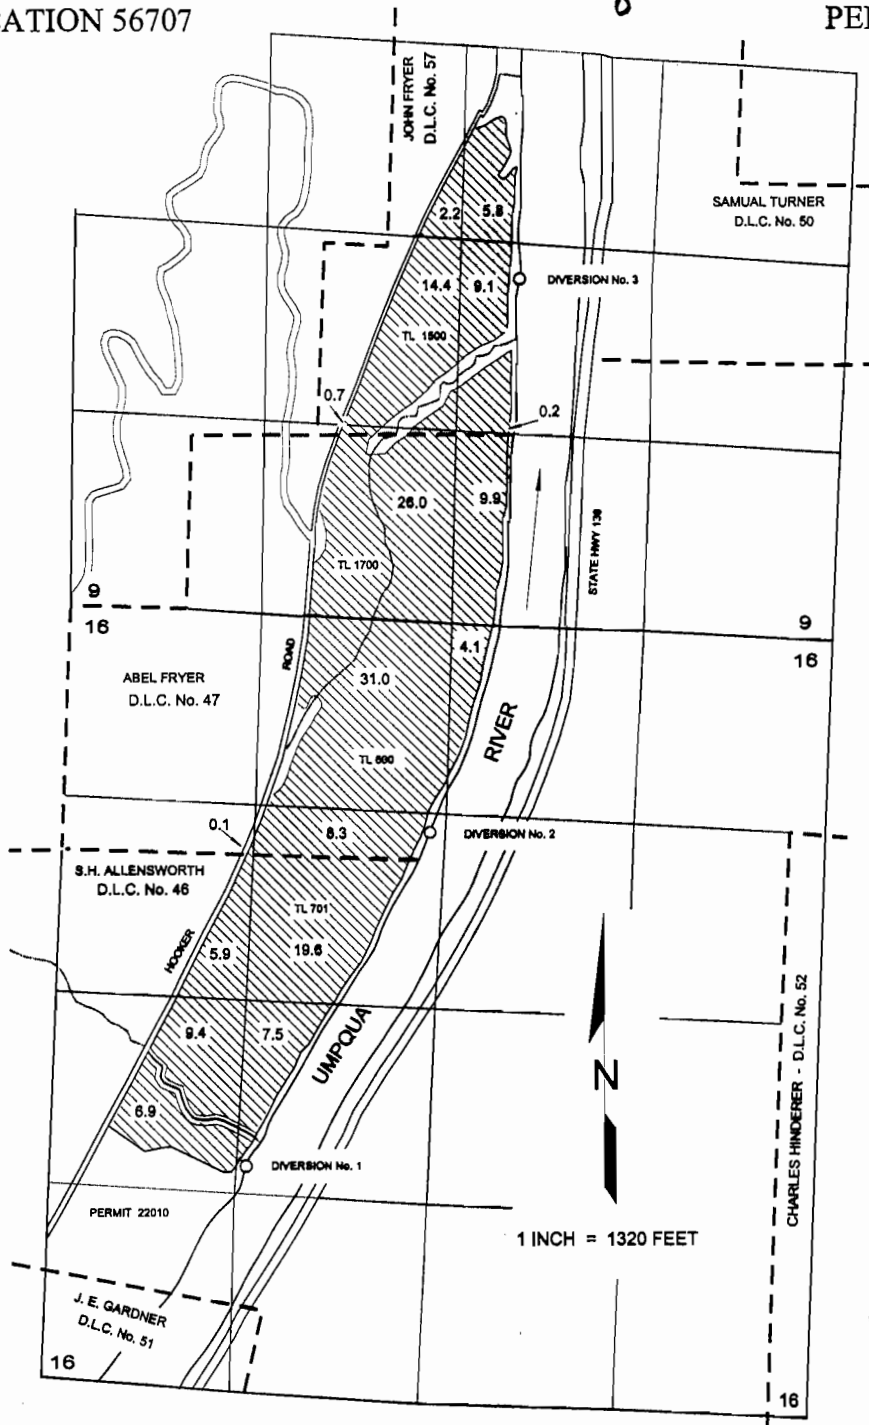 CATION 56707
PE
JOHN FRYER
D.L.C. No. 57
SAMUAL TURNER
D.L.C. No. 50
2.2
5.8
14.4
9.1
DIVERSION No. 3
TL 1500
0.7
0.2
26.0
9.9
STATE HWY 138
TL 1700
9
16
9
16
ROAD
4.1
ABEL FRYER
D.L.C. No. 47
31.0
RIVER
TL 600
0.1
8.3
DIVERSION No. 2
S.H. ALLENSWORTH
D.L.C. No. 46
TL 701
HOOKER
5.9
19.6
9.4
7.5
UMPQUA
N
CHARLES HINDERER - D.L.C. No. 52
6.9
DIVERSION No. 1
PERMIT 22010
1 INCH = 1320 FEET
J. E. GARDNER
D.L.C. No. 51
16
16